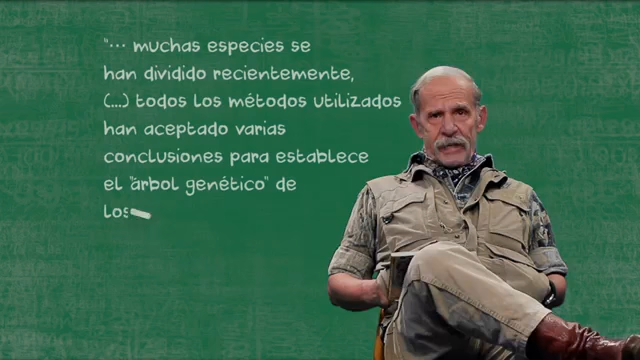 "... muchas especies se
han dividido recientemente,
(...) todos los métodos utilizados
han aceptado varias
conclusiones para establece
el "árbol genético" de
los